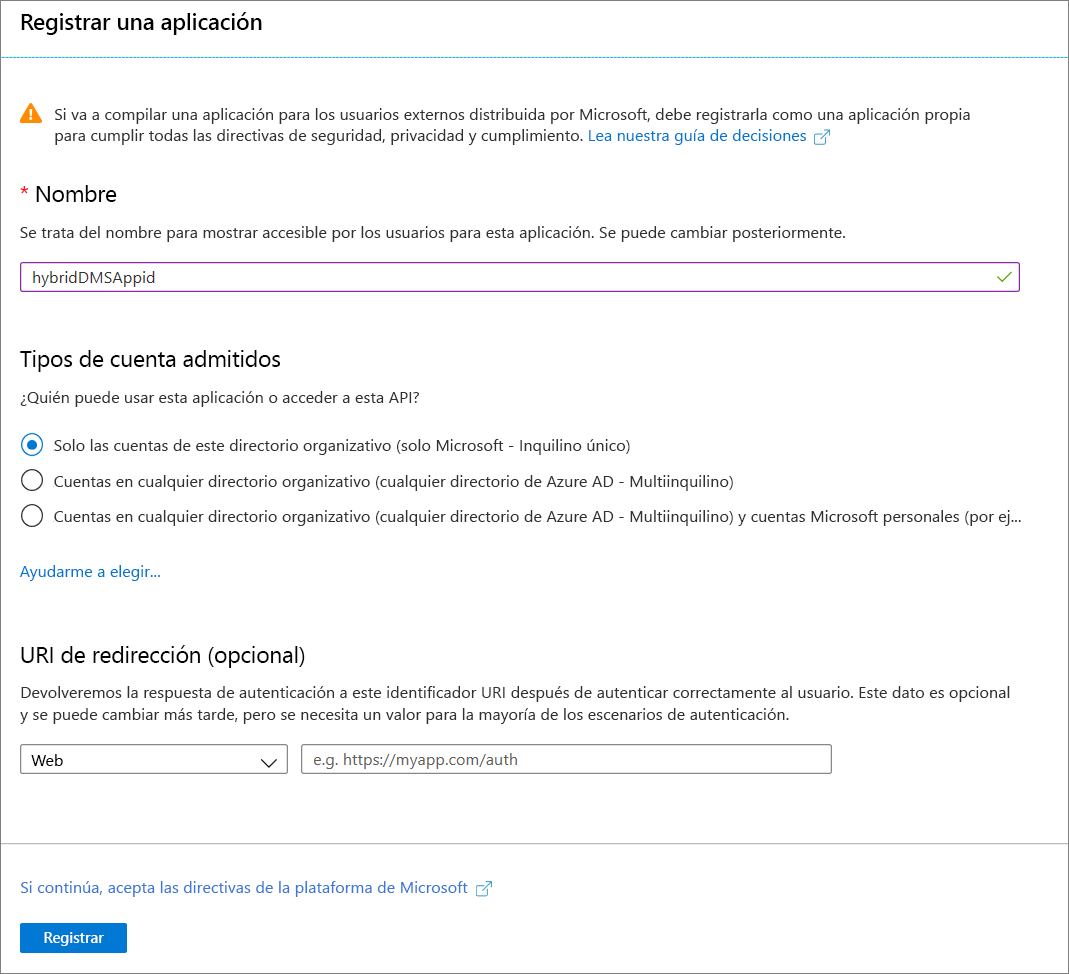 Registrar una aplicación
Si va a compilar una aplicación para los usuarios externos distribuida por Microsoft, debe registrarla como una aplicación propia
para cumplir todas las directivas de seguridad, privacidad y cumplimiento. Lea nuestra guía de decisiones
* Nombre
Se trata del nombre para mostrar accesible por los usuarios para esta aplicación. Se puede cambiar posteriormente.
hybridDMSAppid
Tipos de cuenta admitidos
¿Quién puede usar esta aplicación o acceder a esta API?
Solo las cuentas de este directorio organizativo (solo Microsoft - Inquilino único)
Cuentas en cualquier directorio organizativo (cualquier directorio de Azure AD - Multiinquilino)
Cuentas en cualquier directorio organizativo (cualquier directorio de Azure AD - Multiinquilino) y cuentas Microsoft personales (por ej...
Ayudarme a elegir...
URI de redirección (opcional)
Devolveremos la respuesta de autenticación a este identificador URI después de autenticar correctamente al usuario. Este dato es opcional
y se puede cambiar más tarde, pero se necesita un valor para la mayoría de los escenarios de autenticación.
Web
e.g. https://myapp.com/auth
Si continúa, acepta las directivas de la plataforma de Microsoft
Registrar